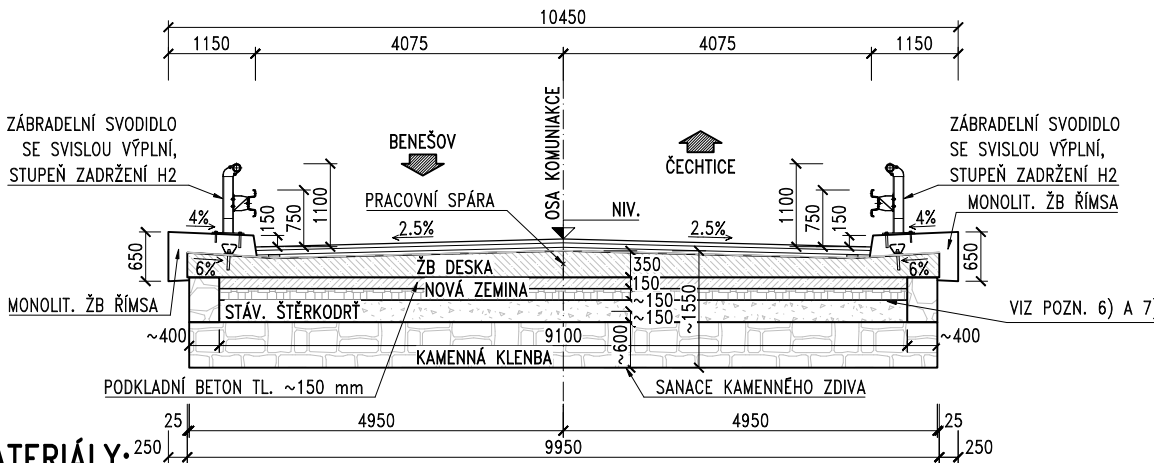 10450
1150 4075 4075 1150
ZÁBRADELNÍ SVODIDLO
SE SVISLOU VÝPLNÍ,
STUPEŇ ZADRŽENÍ H2
BENEŠOV
OSA KOMUNIAKCE
ČECHTICE
ZÁBRADELNÍ SVODIDLO
SE SVISLOU VÝPLNÍ,
STUPEŇ ZADRŽENÍ H2
MONOLIT. ŽB ŘÍMSA
PRACOVNÍ SPÁRA
NIV.
4% 150 750 1100 2.5% 2.5% 1100 750 150 4%
650 6% ŽB DESKA 350 6% 650
MONOLIT. ŽB ŘÍMSA
NOVÁ ZEMINA 150
STÁV. ŠTĚRKODRŤ ~150
~150
~1550
VIZ POZN. 6) A 7)
~400 9100 ~600 ~400
KAMENNÁ KLENBA
PODKLADNÍ BETON TL. ~150 mm
SANACE KAMENNÉHO ZDIVA
25 4950 4950 25
250 9950 250
ATERIÁLY: